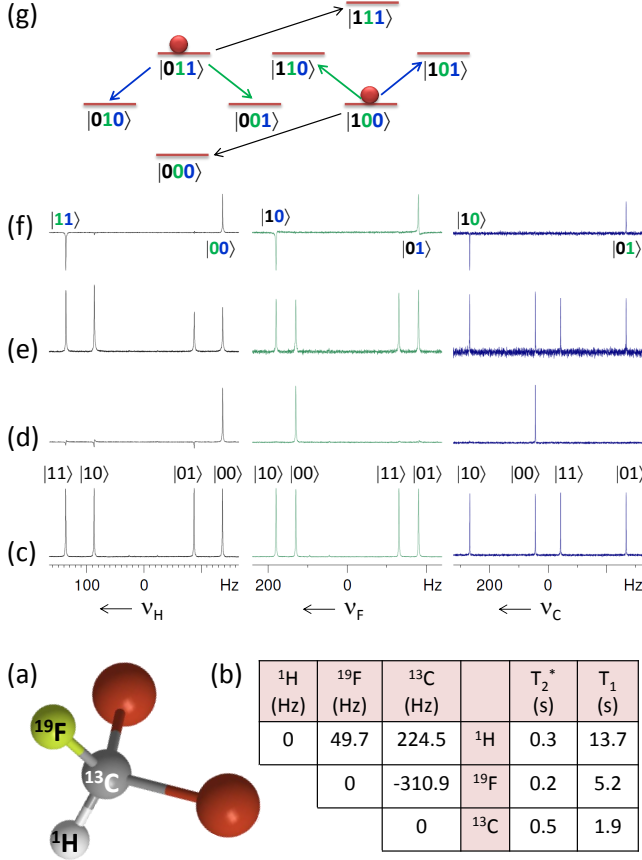 (g)
|111⟩
|011⟩ |110⟩ |101⟩
|010⟩ |001⟩ |100⟩
|000⟩
(f) |11⟩ |00⟩ |10⟩ |01⟩ |10⟩ |01⟩
(e)
(d)
|11⟩ |10⟩ |01⟩ |00⟩ |10⟩ |00⟩ |11⟩ |01⟩ |10⟩ |00⟩ |11⟩ |01⟩
(c)
100 0 Hz 200 0 Hz 200 0 Hz
← ν_H ← ν_F ← ν_C
(a) (b)
¹⁹F
¹³C
¹H
¹H (Hz) ¹⁹F (Hz) ¹³C (Hz) T₂* (s) T₁ (s)
0 49.7 224.5 ¹H 0.3 13.7
0 -310.9 ¹⁹F 0.2 5.2
0 ¹³C 0.5 1.9